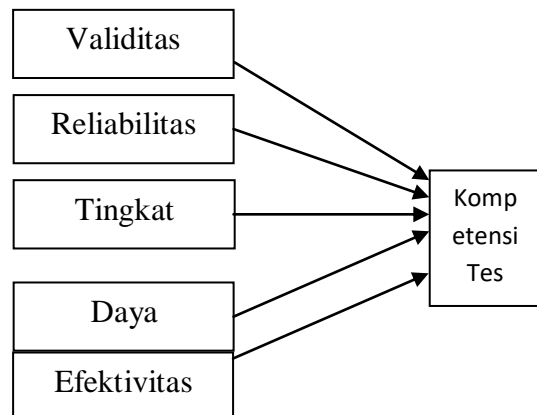 Validitas
Reliabilitas
Tingkat
Daya
Efektivitas
Komp
etensi
Tes